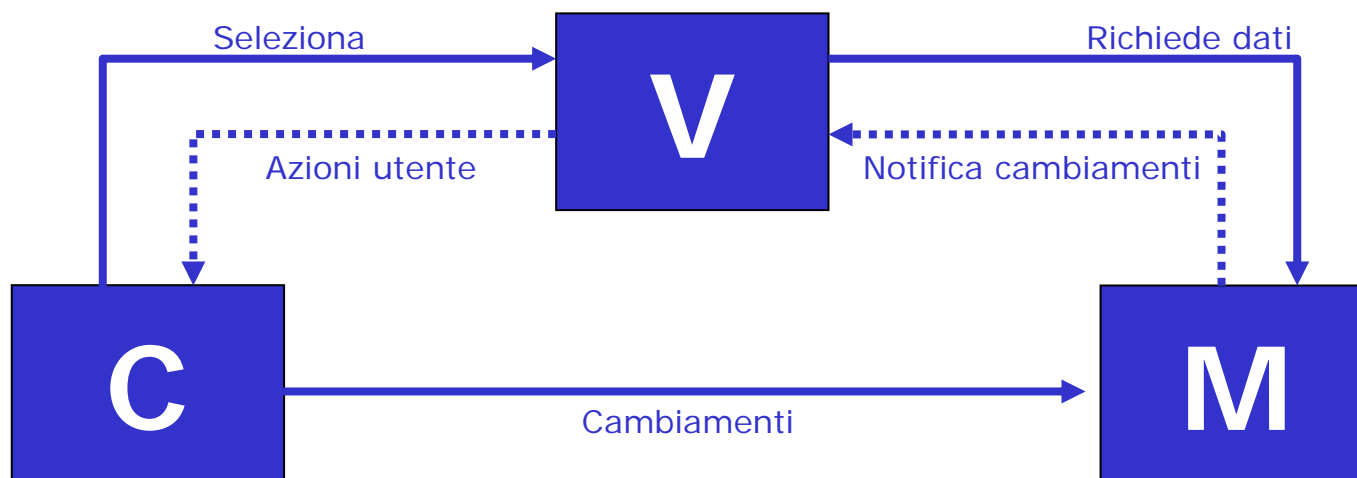 Seleziona
V
Richiede dati
Azioni utente
Notifica cambiamenti
C
Cambiamenti
M